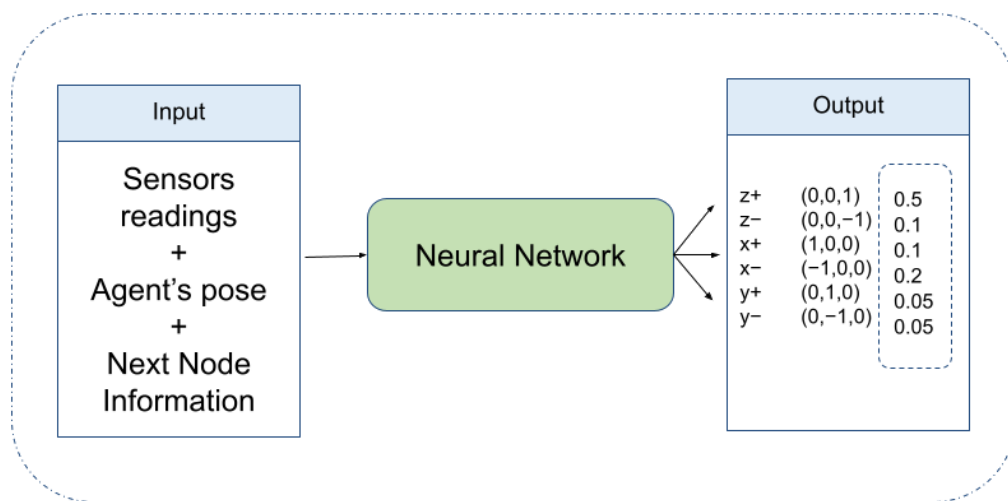 Input
Sensors
readings
+
Agent's pose
+
Next Node
Information
Neural Network
Output
z+ (0,0,1) 0.5
z− (0,0,−1) 0.1
x+ (1,0,0) 0.1
x− (−1,0,0) 0.2
y+ (0,1,0) 0.05
y− (0,−1,0) 0.05